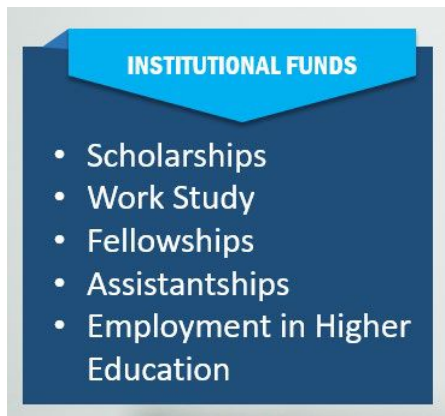 INSTITUTIONAL FUNDS
• Scholarships
• Work Study
• Fellowships
• Assistantships
• Employment in Higher
Education